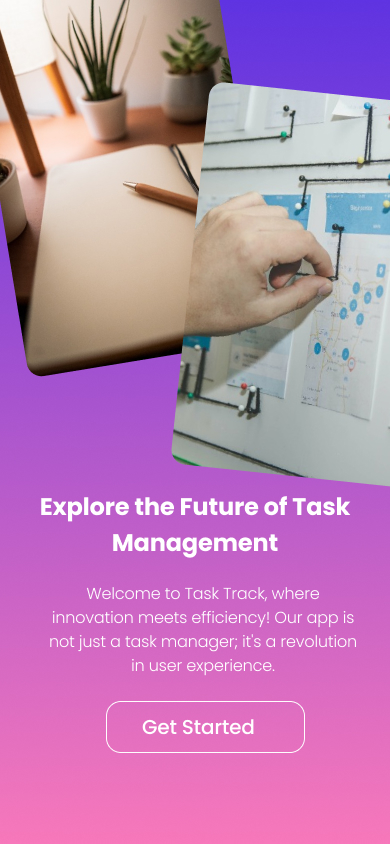 Explore the Future of Task
Management
Welcome to Task Track, where
innovation meets efficiency! Our app is
not just a task manager; it's a revolution
in user experience.
Get Started